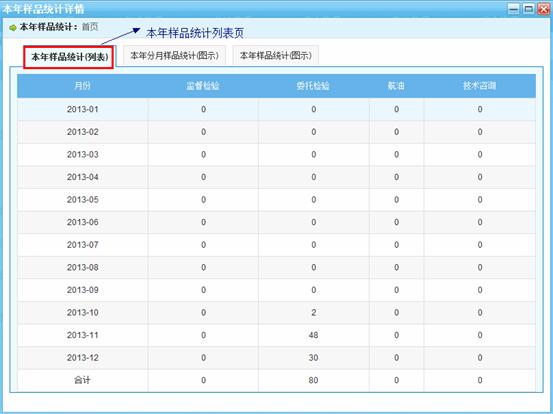 本年样品统计详情
本年样品统计：首页
本年样品统计列表页
本年样品统计(列表) 本年分月样品统计(图示) 本年样品统计(图示)
月份 监督检验 委托检验 航油 技术咨询
2013-01 0 0 0 0
2013-02 0 0 0 0
2013-03 0 0 0 0
2013-04 0 0 0 0
2013-05 0 0 0 0
2013-06 0 0 0 0
2013-07 0 0 0 0
2013-08 0 0 0 0
2013-09 0 0 0 0
2013-10 0 2 0 0
2013-11 0 48 0 0
2013-12 0 30 0 0
合计 0 80 0 0